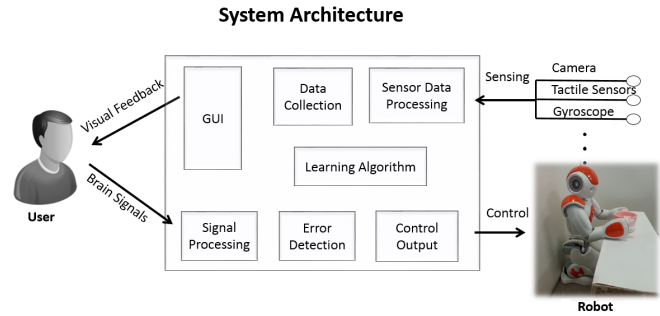 System Architecture
Visual Feedback
Brain Signals
User
GUI
Data
Collection
Sensor Data
Processing
Learning Algorithm
Signal
Processing
Error
Detection
Control
Output
Sensing
Camera
Tactile Sensors
Gyroscope
Control
Robot